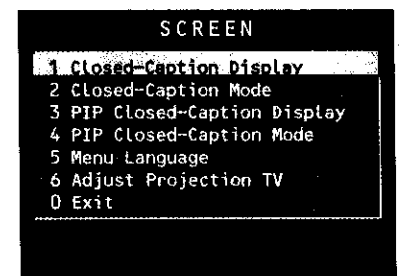 SCREEN
1 Closed-Caption Display
2 Closed-Caption Mode
3 PIP Closed-Caption Display
4 PIP Closed-Caption Mode
5 Menu Language
6 Adjust Projection TV
0 Exit